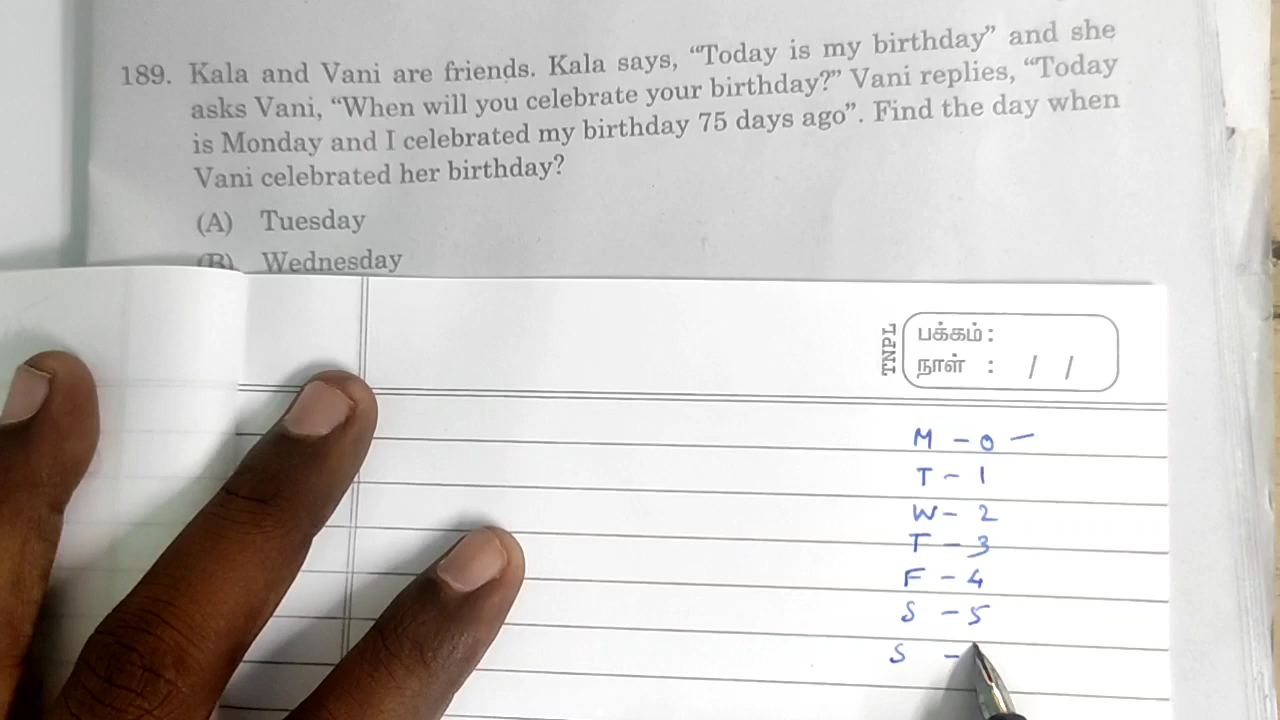 189. Kala and Vani are friends. Kala says, “Today is my birthday” and she
asks Vani, “When will you celebrate your birthday?” Vani replies, “Today
is Monday and I celebrated my birthday 75 days ago”. Find the day when
Vani celebrated her birthday?
(A) Tuesday
(B) Wednesday
TNPL
பக்கம் :
நாள் : / /
M - 0 -
T - 1
W - 2
T - 3
F - 4
S - 5
S -